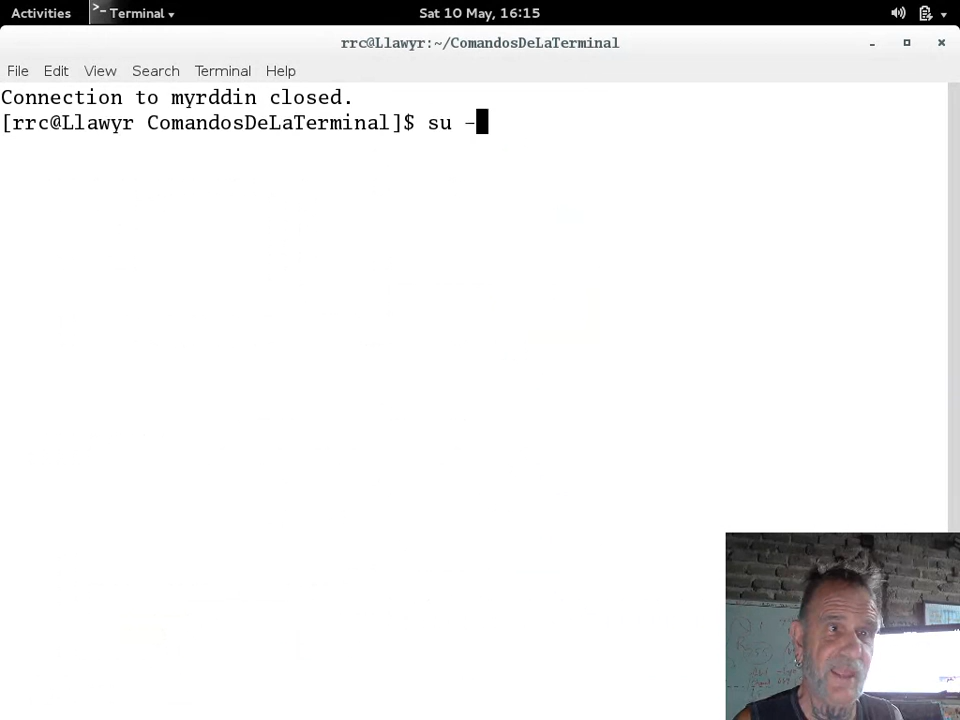 Activities
Terminal
Sat 10 May, 16:15
rrc@Llawyr:~/ComandosDeLaTerminal
File Edit View Search Terminal Help
Connection to myrddin closed.
[rrc@Llawyr ComandosDeLaTerminal]$ su -